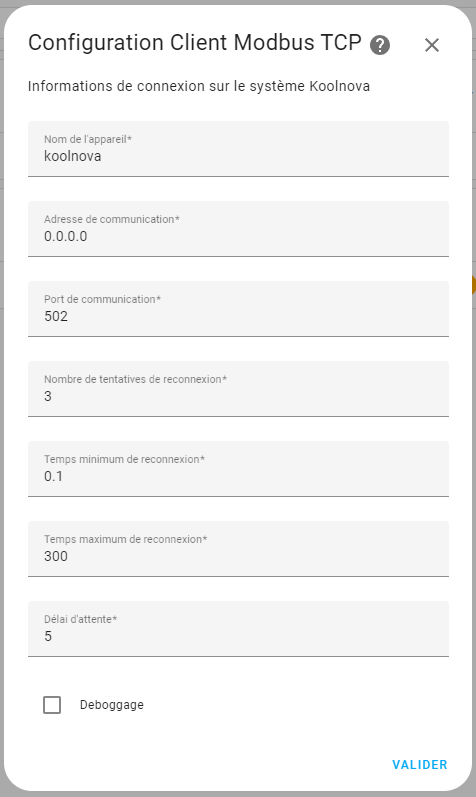 Configuration Client Modbus TCP
Informations de connexion sur le système Koolnova
Nom de l'appareil*
koolnova
Adresse de communication*
0.0.0.0
Port de communication*
502
Nombre de tentatives de reconnexion*
3
Temps minimum de reconnexion*
0.1
Temps maximum de reconnexion*
300
Délai d'attente*
5
Deboggage
VALIDER